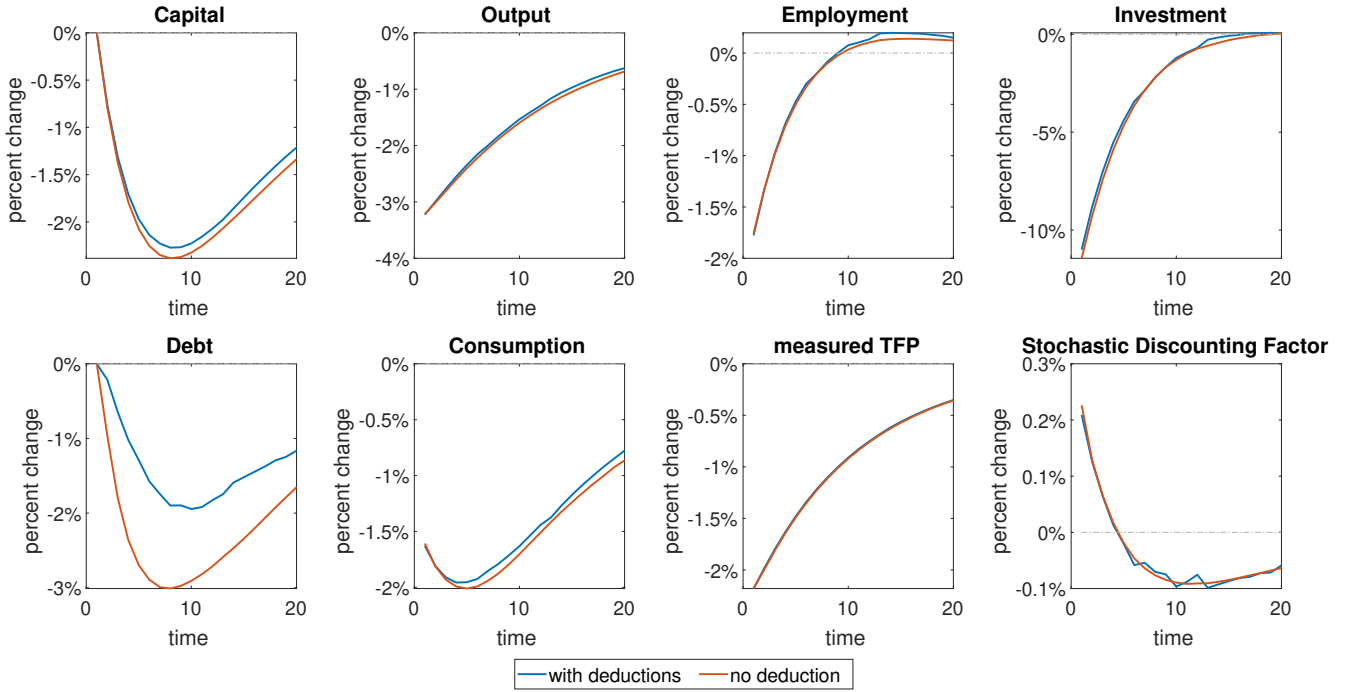 Capital
Output
Employment
Investment
percent change
0%
-0.5%
-1%
-1.5%
-2%
0
10
20
time
percent change
0%
-1%
-2%
-3%
-4%
0
10
20
time
percent change
0%
-0.5%
-1%
-1.5%
-2%
0
10
20
time
percent change
0%
-5%
-10%
0
10
20
time
Debt
Consumption
measured TFP
Stochastic Discounting Factor
percent change
0%
-1%
-2%
-3%
0
10
20
time
percent change
0%
-0.5%
-1%
-1.5%
-2%
0
10
20
time
percent change
0%
-0.5%
-1%
-1.5%
-2%
0
10
20
time
percent change
0.3%
0.2%
0.1%
0%
-0.1%
0
10
20
time
with deductions
no deduction